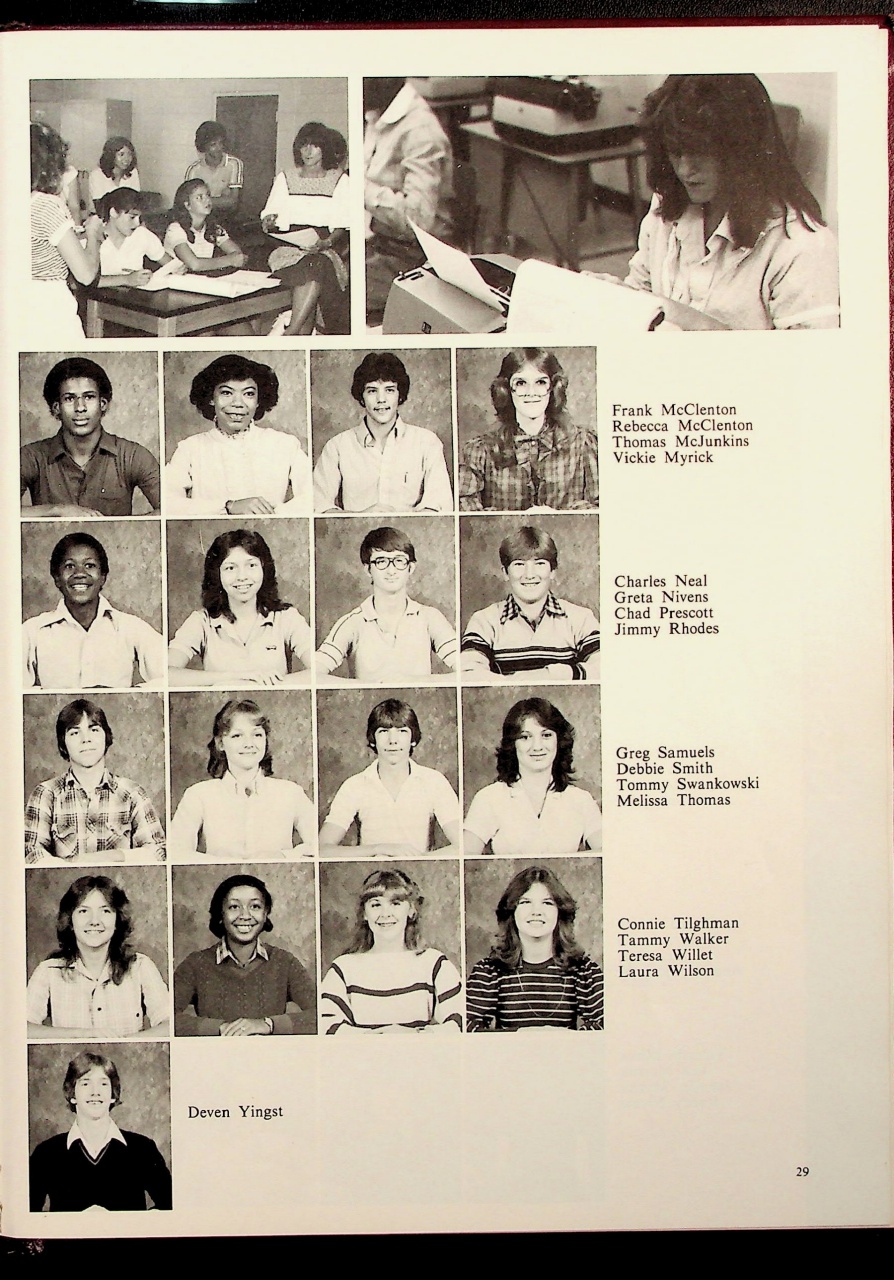 Frank McClenton
Rebecca McClenton
Thomas McJunkins
Vickie Myrick
Charles Neal
Greta Nivens
Chad Prescott
Jimmy Rhodes
Greg Samuels
Debbie Smith
Tommy Swankowski
Melissa Thomas
Connie Tilghman
Tammy Walker
Teresa Willet
Laura Wilson
Deven Yingst
29